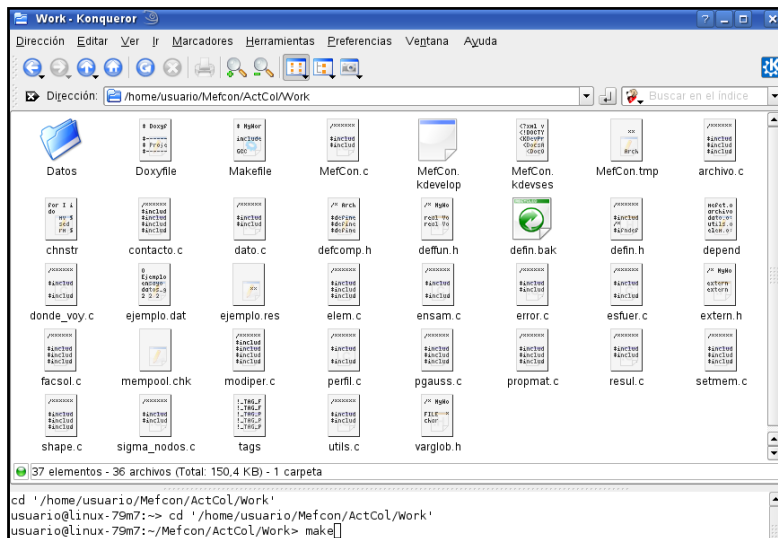 Work - Konqueror
Dirección Editar Ver Ir Marcadores Herramientas Preferencias Ventana Ayuda
Dirección: /home/usuario/Mefcon/ActCol/Work
Buscar en el índice
Datos Doxyfile Makefile MefCon.c MefCon.kdevelop MefCon.kdevses MefCon.tmp archivo.c
chnstr contacto.c dato.c defcomp.h deffun.h defin.bak defin.h depend
donde_voy.c ejemplo.dat ejemplo.res elem.c ensam.c error.c esfuer.c extern.h
facsol.c mempool.chk modiper.c perfil.c pgauss.c propmat.c resul.c setmem.c
shape.c sigma_nodos.c tags utils.c varglob.h
37 elementos - 36 archivos (Total: 150,4 KB) - 1 carpeta
cd '/home/usuario/Mefcon/ActCol/Work'
usuario@linux-79m7:~> cd '/home/usuario/Mefcon/ActCol/Work'
usuario@linux-79m7:~/Mefcon/ActCol/Work> make